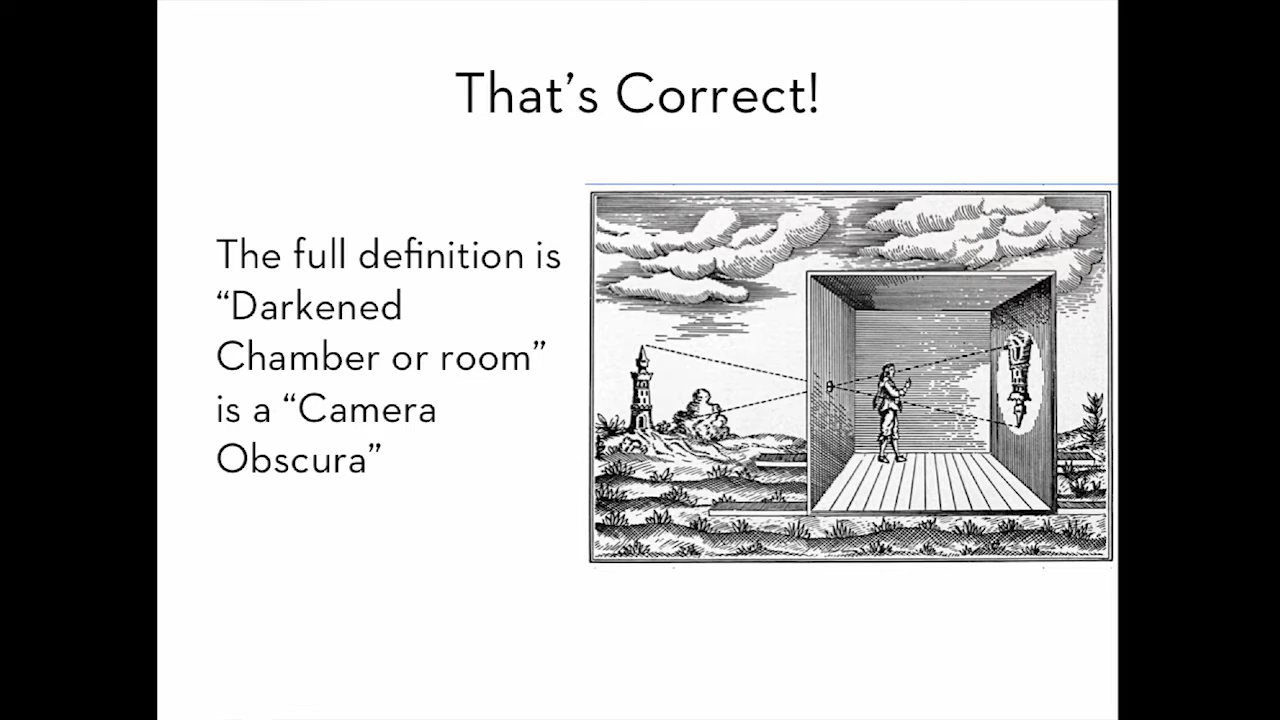 That’s Correct!
The full definition is
“Darkened
Chamber or room”
is a “Camera
Obscura”